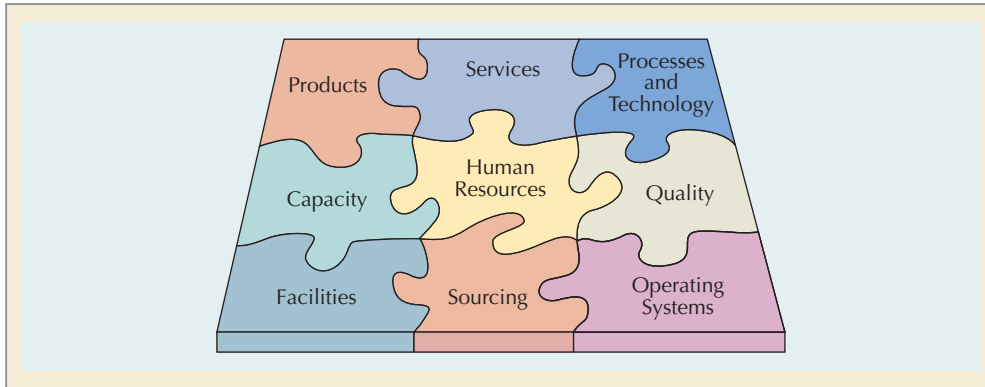 Products
Services
Processes
and
Technology
Capacity
Human
Resources
Quality
Facilities
Sourcing
Operating
Systems